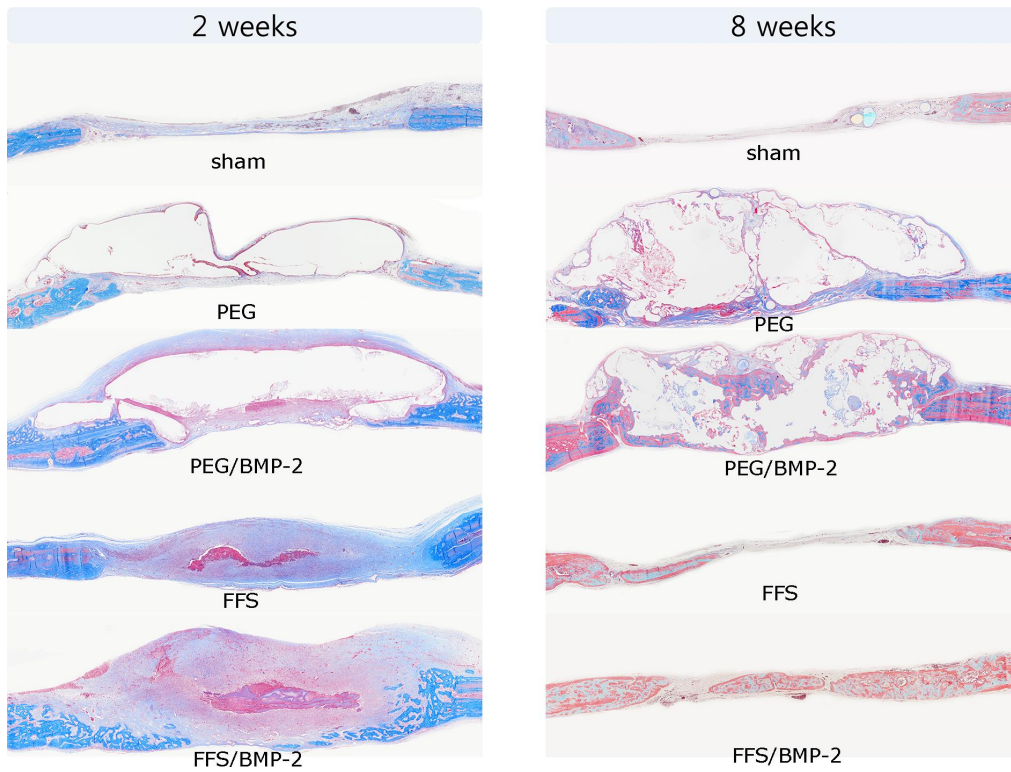 2 weeks
sham
PEG
PEG/BMP-2
FFS
FFS/BMP-2
8 weeks
sham
PEG
PEG/BMP-2
FFS
FFS/BMP-2